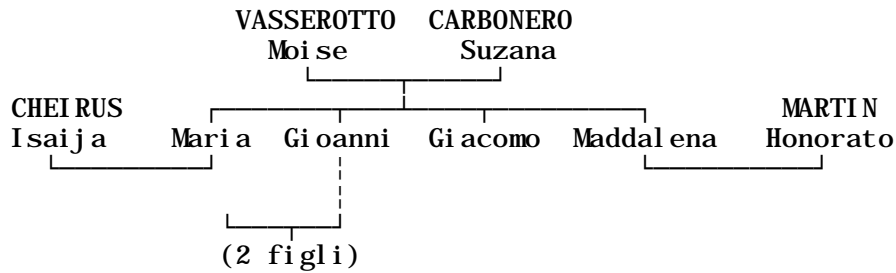 VASSEROTTO CARBONERO
Moise Suzana
CHEIRUS MARTIN
Isaija Maria Gioanni Giacomo Maddalena Honorato
(2 figli)